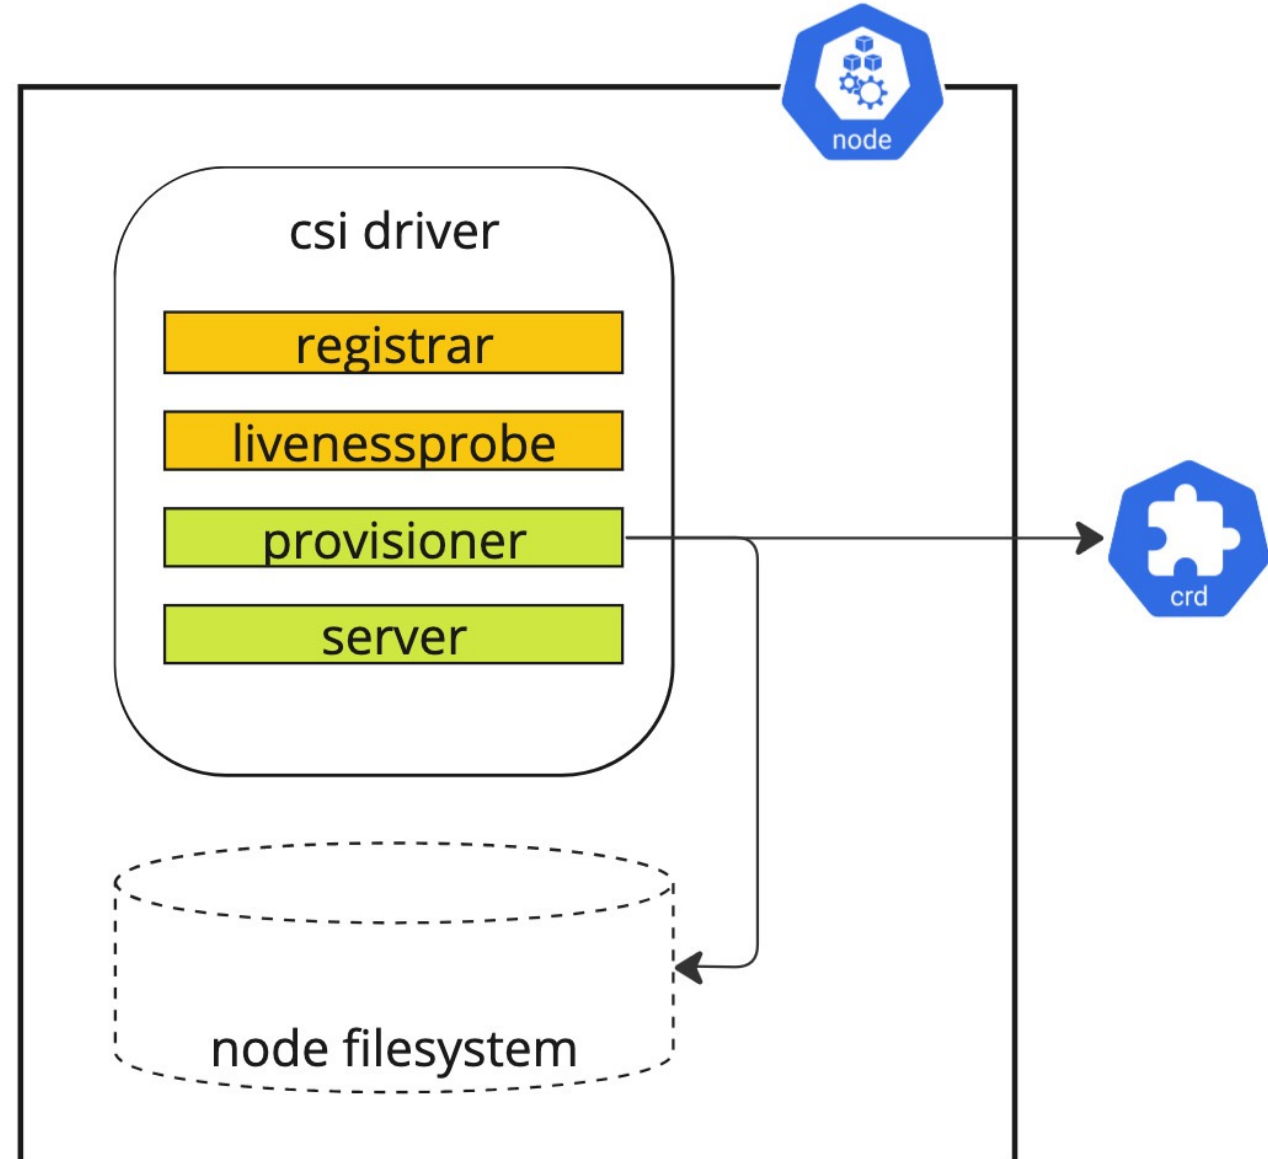 node
csi driver
registrar
livenessprobe
provisioner
crd
server
node filesystem